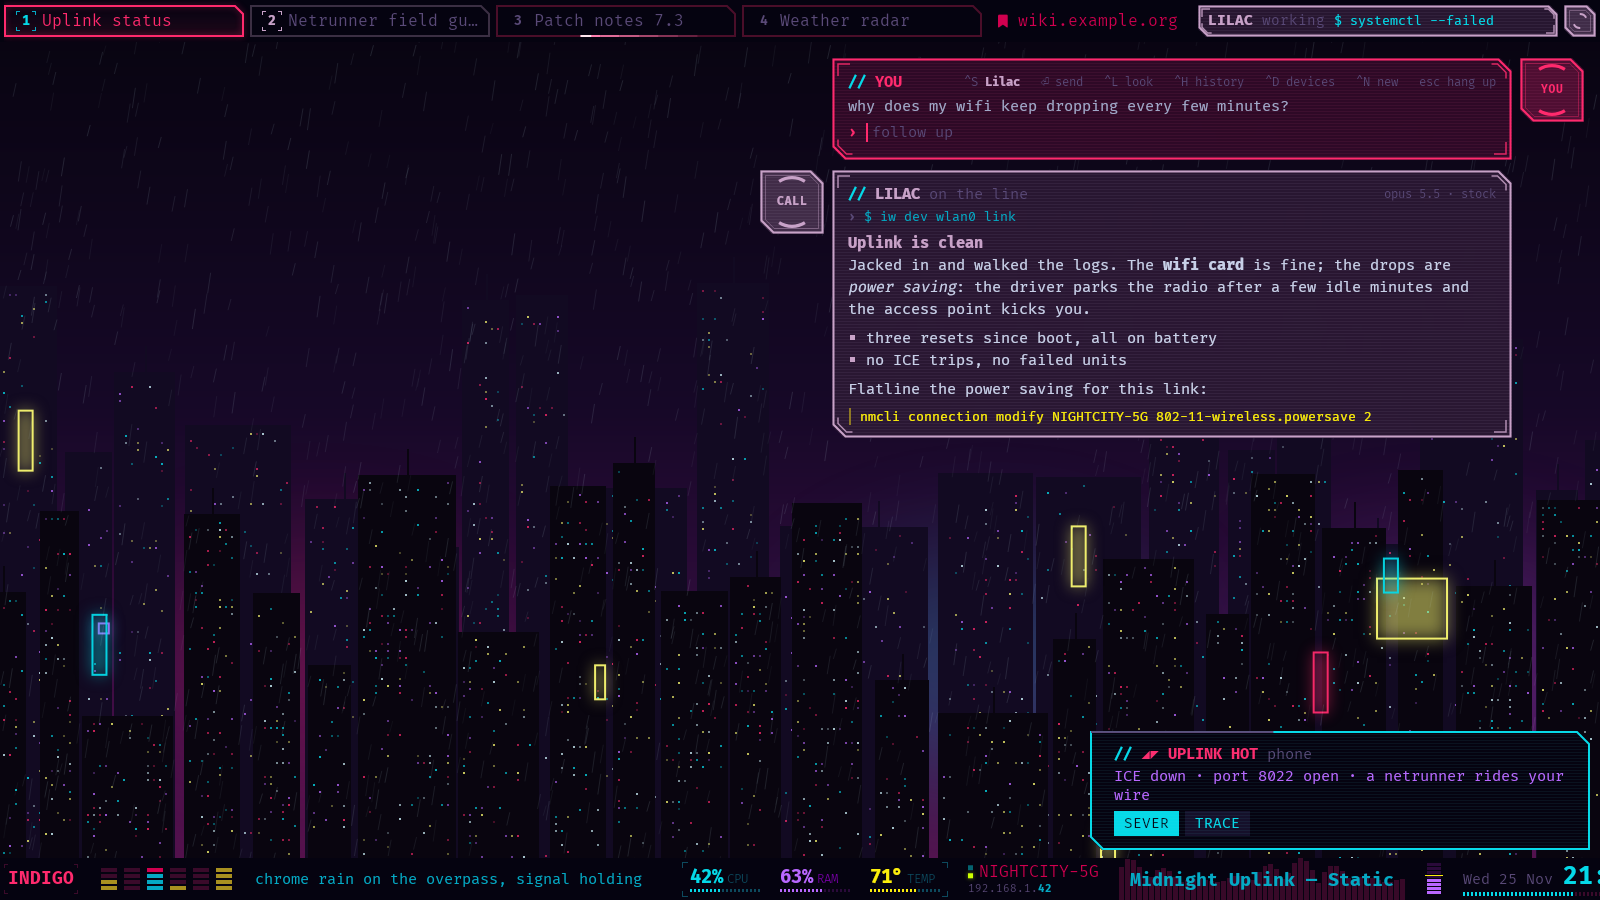 1 Uplink status
2 Netrunner field gu…
3 Patch notes 7.3
4 Weather radar
wiki.example.org
LILAC working $ systemctl --failed
// YOU
^S Lilac
⏎ send
^L look
^H history
^D devices
^N new
esc hang up
YOU
why does my wifi keep dropping every few minutes?
› follow up
CALL
// LILAC on the line
opus 5.5 · stock
› $ iw dev wlan0 link
Uplink is clean
Jacked in and walked the logs. The wifi card is fine; the drops are
power saving: the driver parks the radio after a few idle minutes and
the access point kicks you.
▪ three resets since boot, all on battery
▪ no ICE trips, no failed units
Flatline the power saving for this link:
nmcli connection modify NIGHTCITY-5G 802-11-wireless.powersave 2
// UPLINK HOT phone
ICE down · port 8022 open · a netrunner rides your
wire
SEVER
TRACE
INDIGO
chrome rain on the overpass, signal holding
42% CPU
63% RAM
71° TEMP
NIGHTCITY-5G
192.168.1.42
Midnight Uplink — Static
Wed 25 Nov
21: